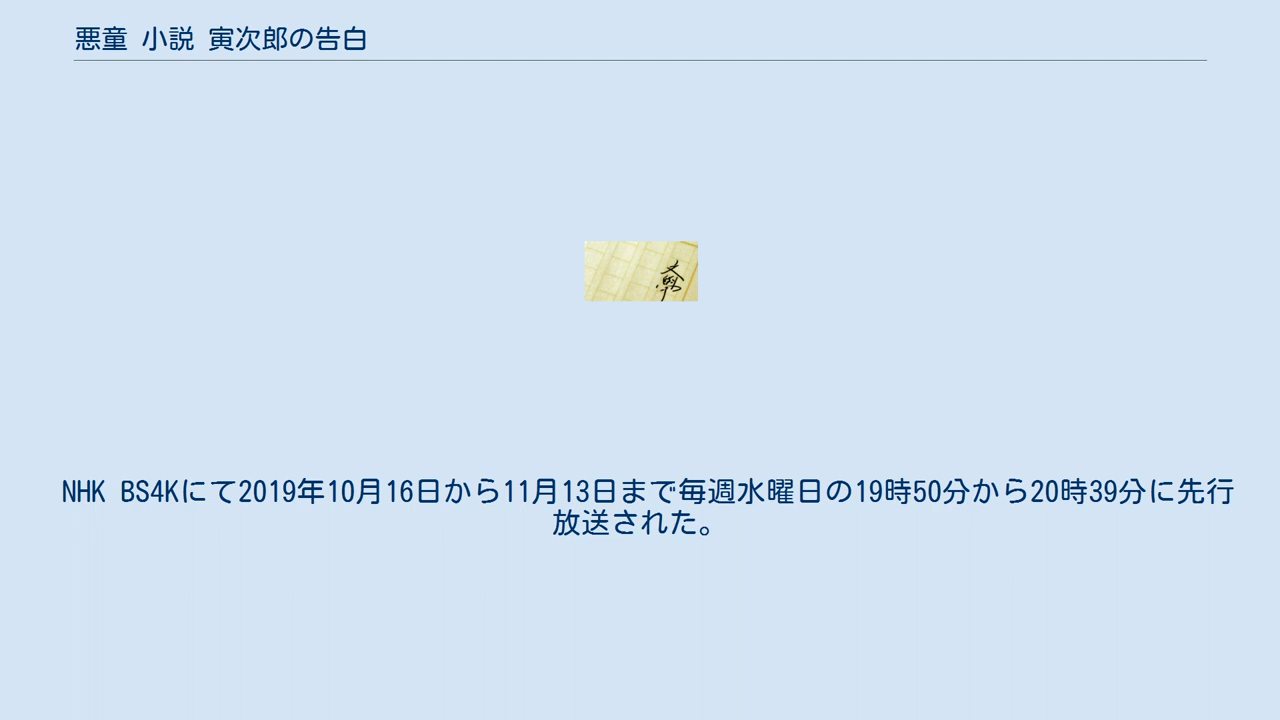 悪童 小説 寅次郎の告白
NHK BS4Kにて2019年10月16日から11月13日まで毎週水曜日の19時50分から20時39分に先行
放送された。